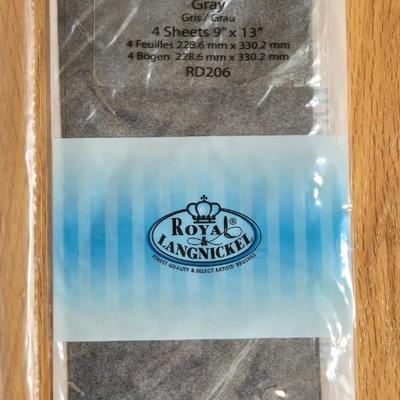 Gray
Gris / Grau
4 Sheets 9" x 13"
4 Feuilles 228.6 mm x 330.2 mm
4 Bögen 228.6 mm x 330.2 mm
RD206
ROYAL®
& LANGNICKEL
FINEST QUALITY & SELECT ARTISTS' BRUSHES